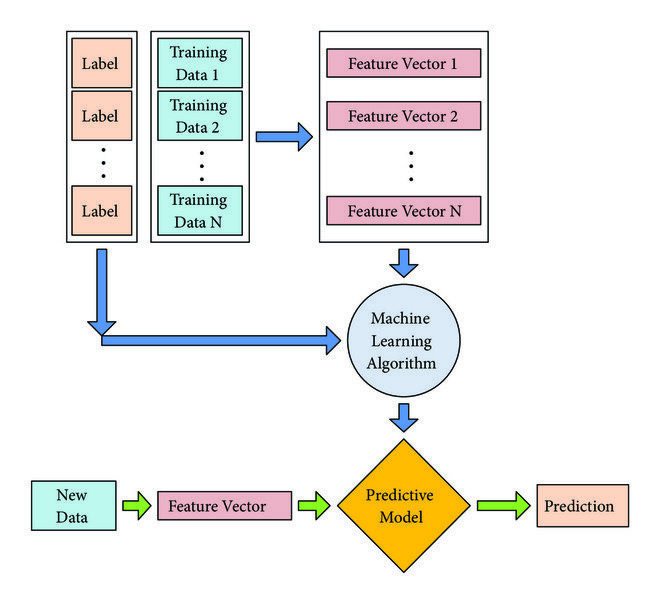 Label
Training
Data 1
Feature Vector 1
Label
Training
Data 2
Feature Vector 2
Label
Training
Data N
Feature Vector N
Machine
Learning
Algorithm
New
Data
Feature Vector
Predictive
Model
Prediction